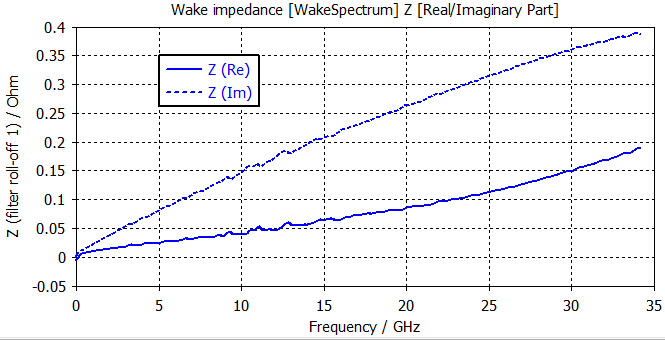 Wake impedance [WakeSpectrum] Z [Real/Imaginary Part]
Z (filter roll-off 1) / Ohm
0.4
0.35
0.3
0.25
0.2
0.15
0.1
0.05
0
-0.05
Z (Re)
Z (Im)
0 5 10 15 20 25 30 35
Frequency / GHz